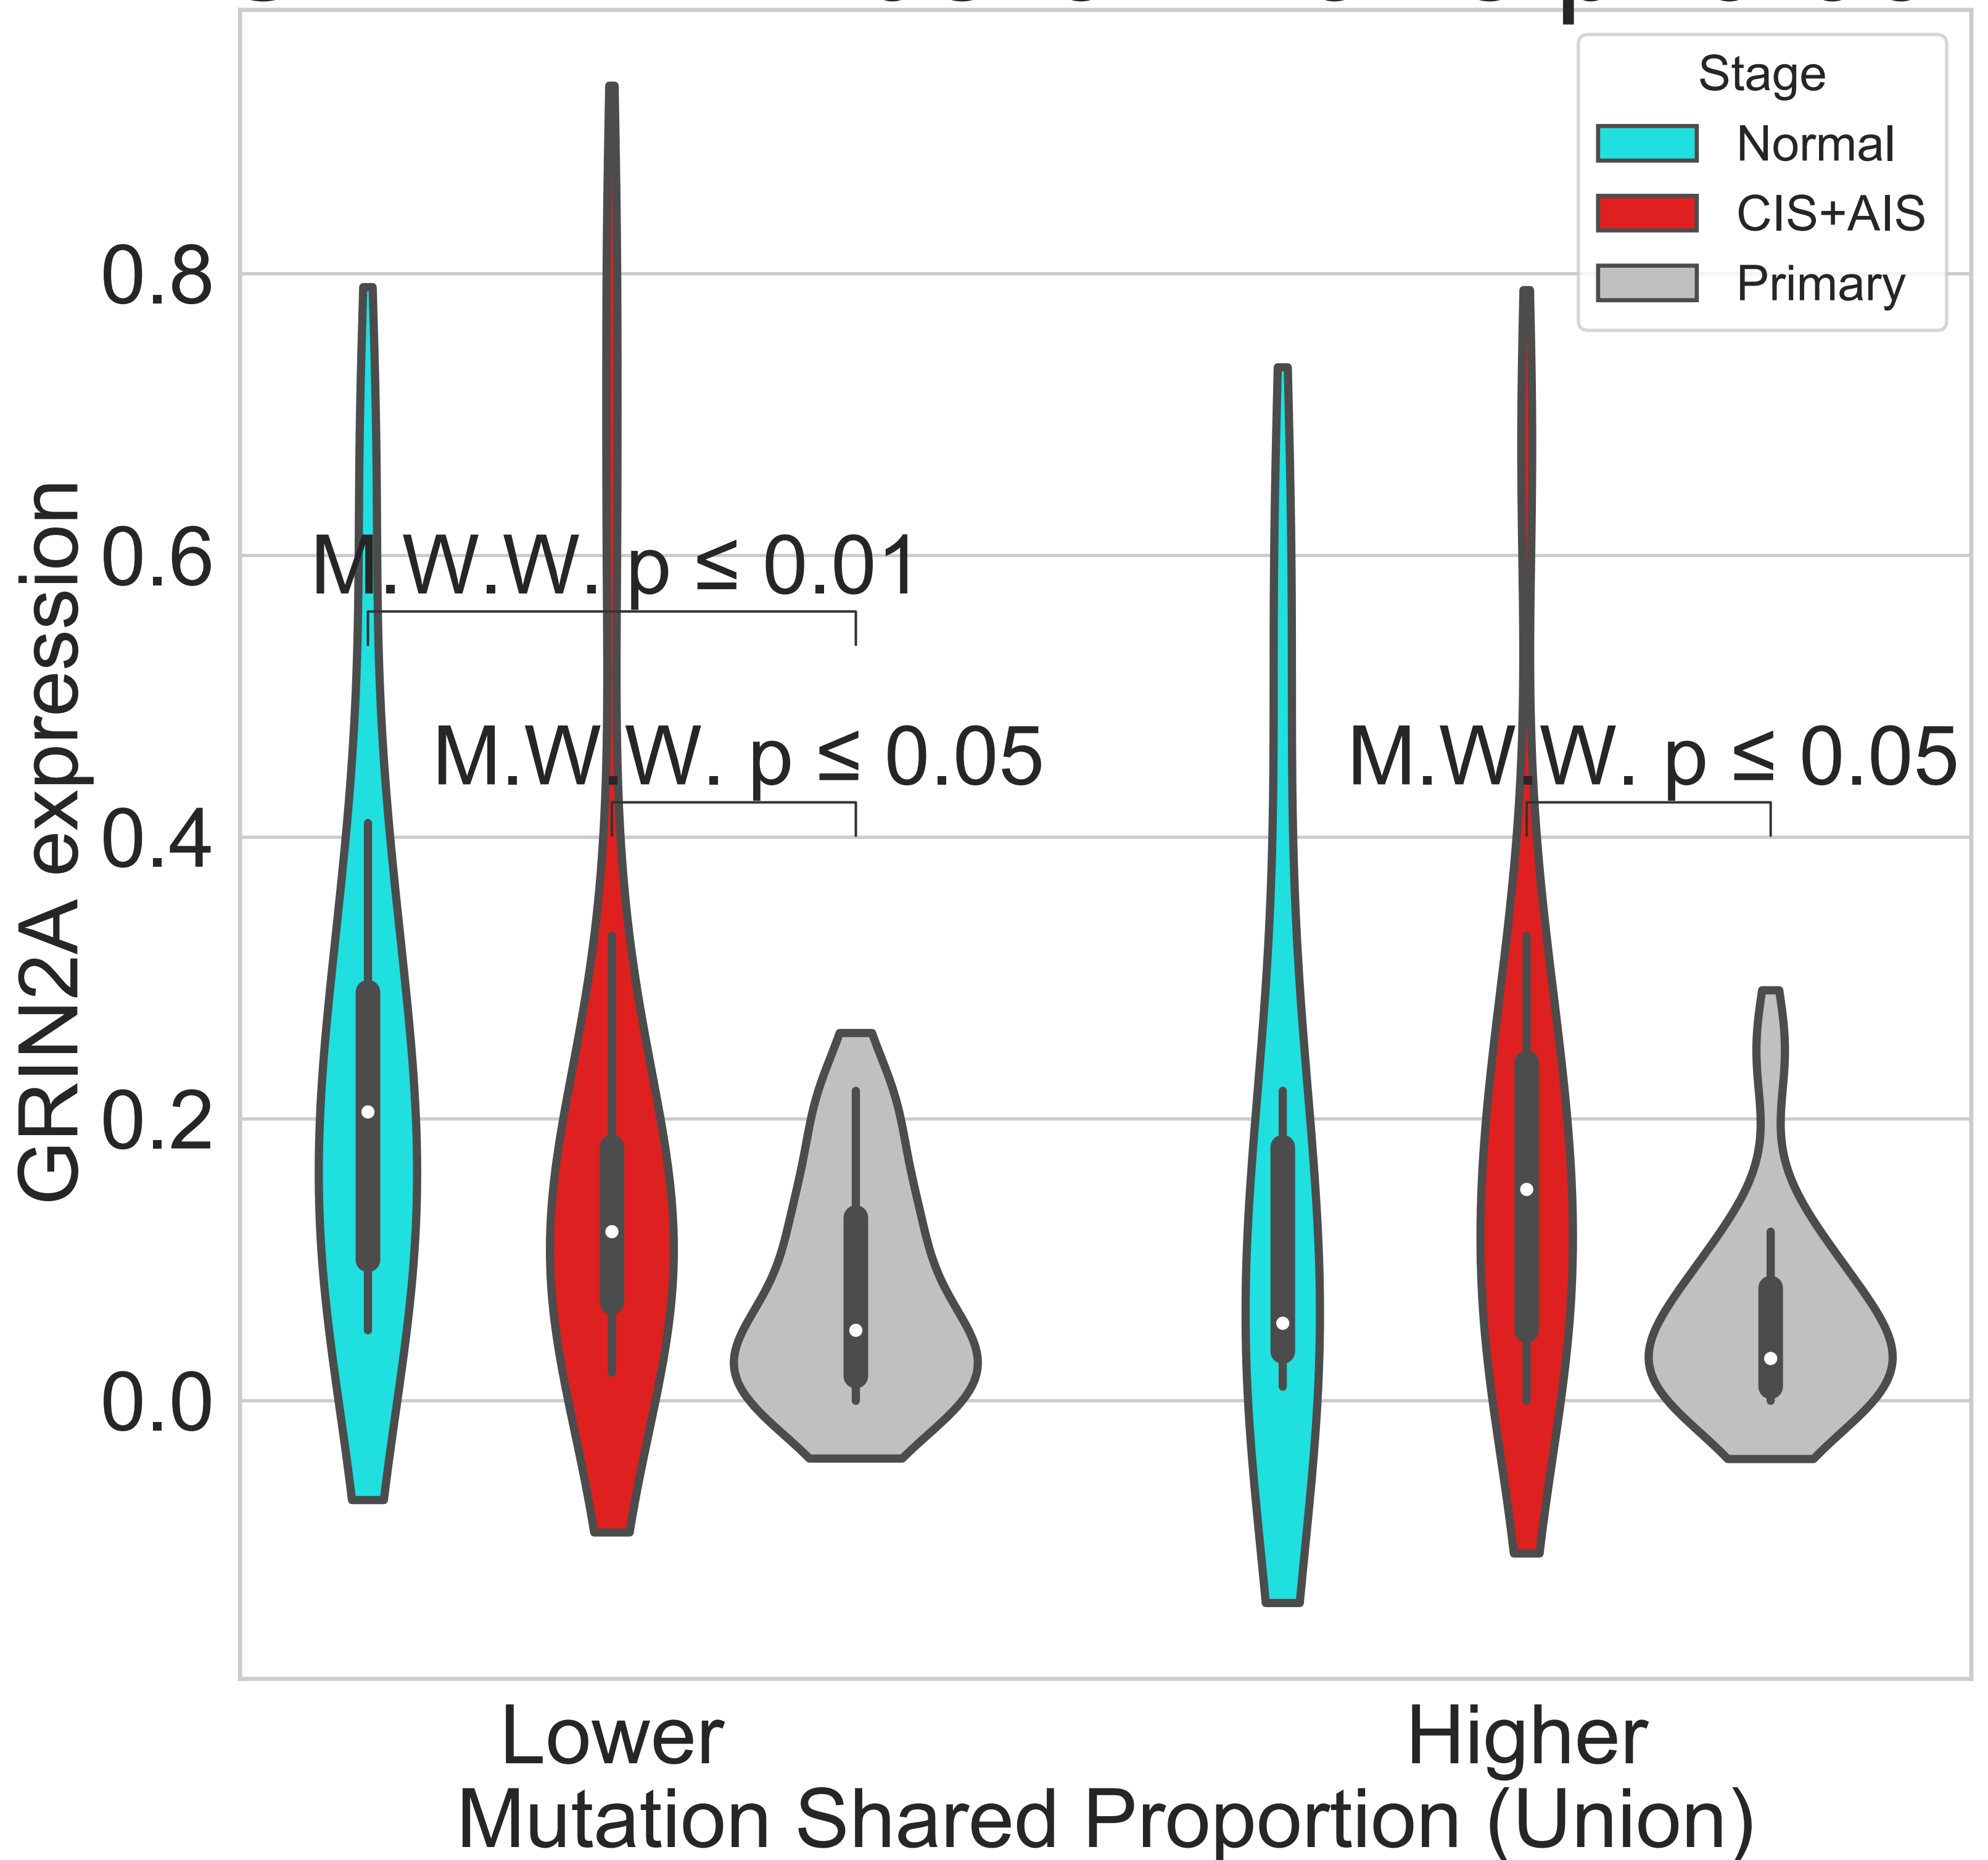 Stage
Normal
CIS+AIS
Primary
0.8
0.6
0.4
0.2
0.0
GRIN2A expression
M.W.W. p ≤ 0.01
M.W.W. p ≤ 0.05
M.W.W. p ≤ 0.05
Lower
Higher
Mutation Shared Proportion (Union)